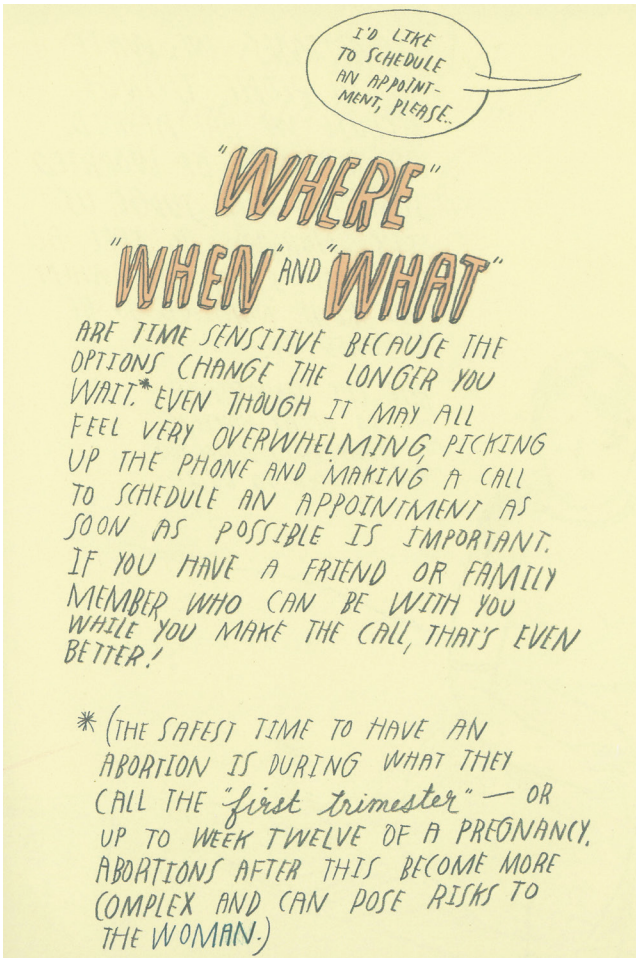 I'D LIKE
TO SCHEDULE
AN APPOINT-
MENT, PLEASE..
"WHERE"
"WHEN" AND "WHAT"
ARE TIME SENSITIVE BECAUSE THE
OPTIONS CHANGE THE LONGER YOU
WAIT.* EVEN THOUGH IT MAY ALL
FEEL VERY OVERWHELMING, PICKING
UP THE PHONE AND MAKING A CALL
TO SCHEDULE AN APPOINTMENT AS
SOON AS POSSIBLE IS IMPORTANT.
IF YOU HAVE A FRIEND OR FAMILY
MEMBER WHO CAN BE WITH YOU
WHILE YOU MAKE THE CALL, THAT'S EVEN
BETTER!
* (THE SAFEST TIME TO HAVE AN
ABORTION IS DURING WHAT THEY
CALL THE "first trimester" — OR
UP TO WEEK TWELVE OF A PREGNANCY.
ABORTIONS AFTER THIS BECOME MORE
COMPLEX AND CAN POSE RISKS TO
THE WOMAN.)